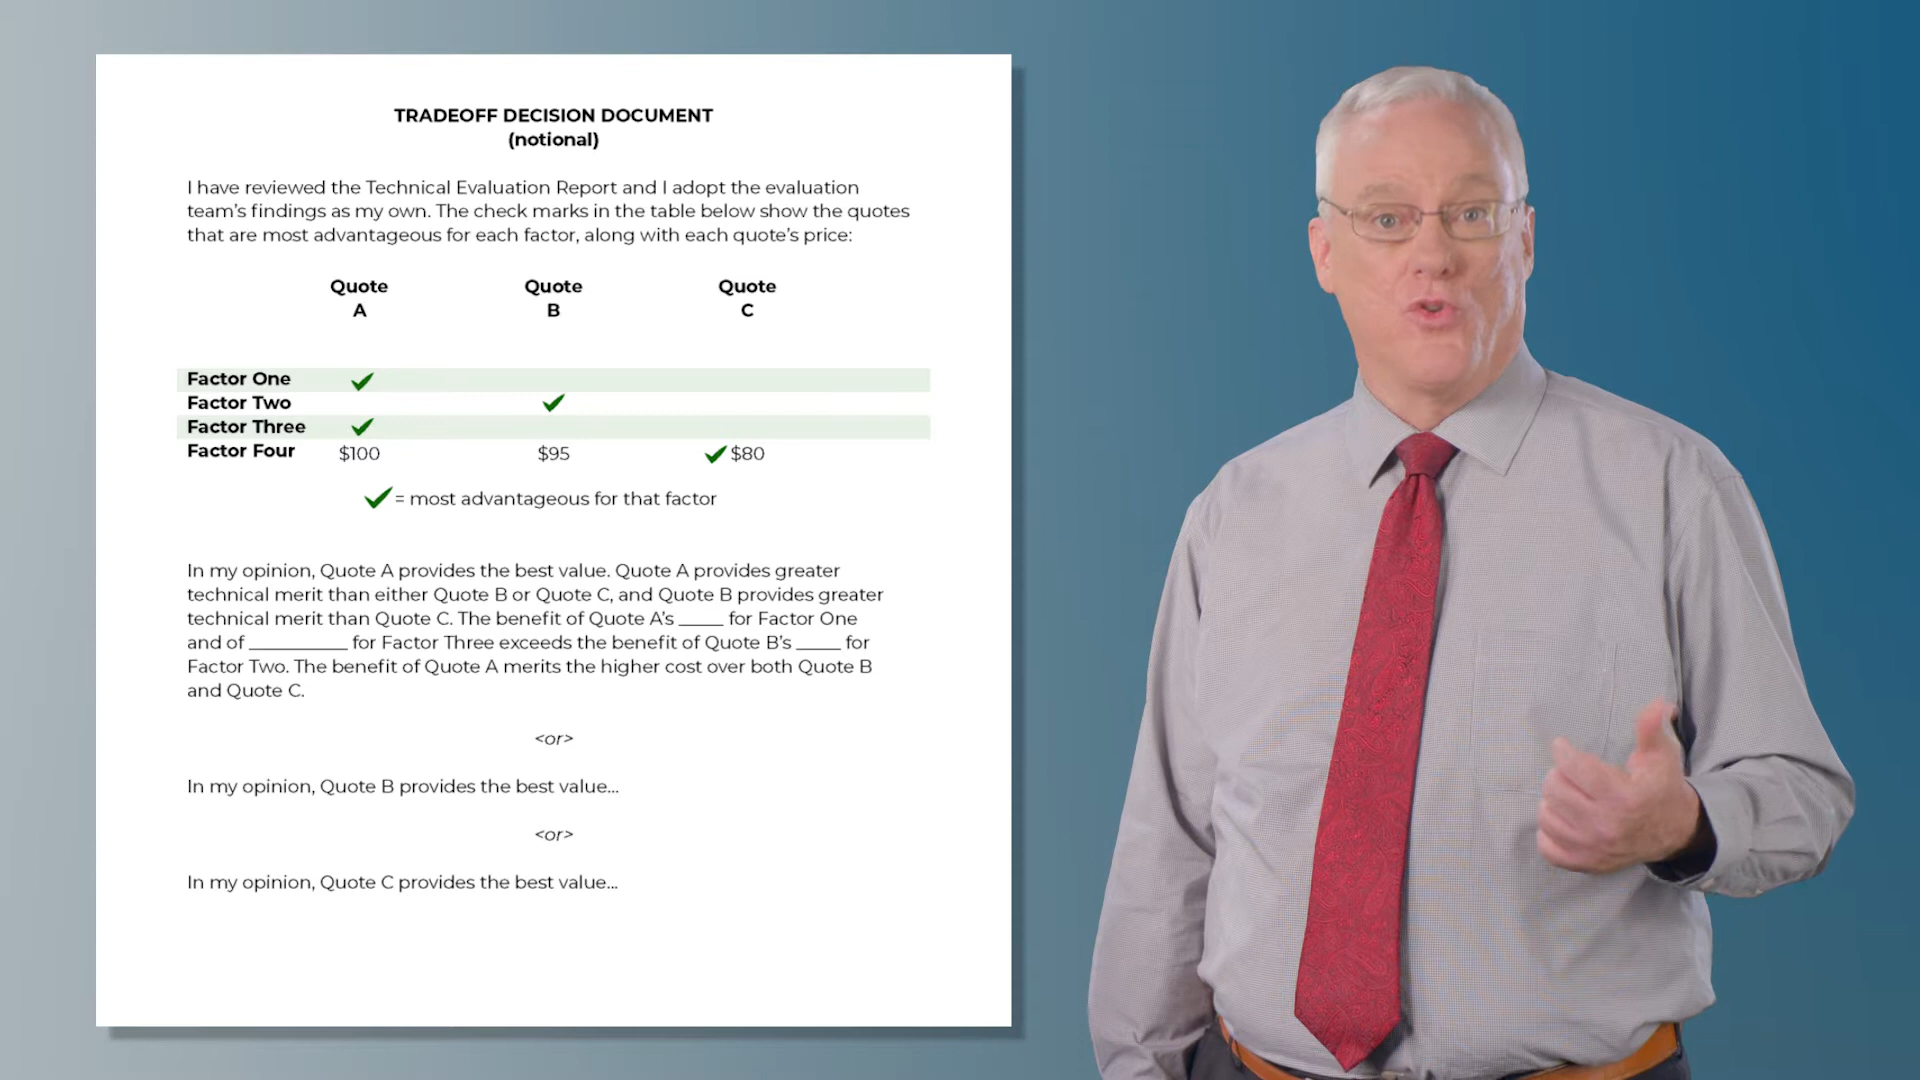 TRADEOFF DECISION DOCUMENT
(notional)
I have reviewed the Technical Evaluation Report and I adopt the evaluation
team's findings as my own. The check marks in the table below show the quotes
that are most advantageous for each factor, along with each quote's price:
Quote A Quote B Quote C
Factor One ✓
Factor Two ✓
Factor Three ✓
Factor Four $100 $95 ✓ $80
✓ = most advantageous for that factor
In my opinion, Quote A provides the best value. Quote A provides greater
technical merit than either Quote B or Quote C, and Quote B provides greater
technical merit than Quote C. The benefit of Quote A's _____ for Factor One
and of ___________ for Factor Three exceeds the benefit of Quote B's _____ for
Factor Two. The benefit of Quote A merits the higher cost over both Quote B
and Quote C.
<or>
In my opinion, Quote B provides the best value...
<or>
In my opinion, Quote C provides the best value...